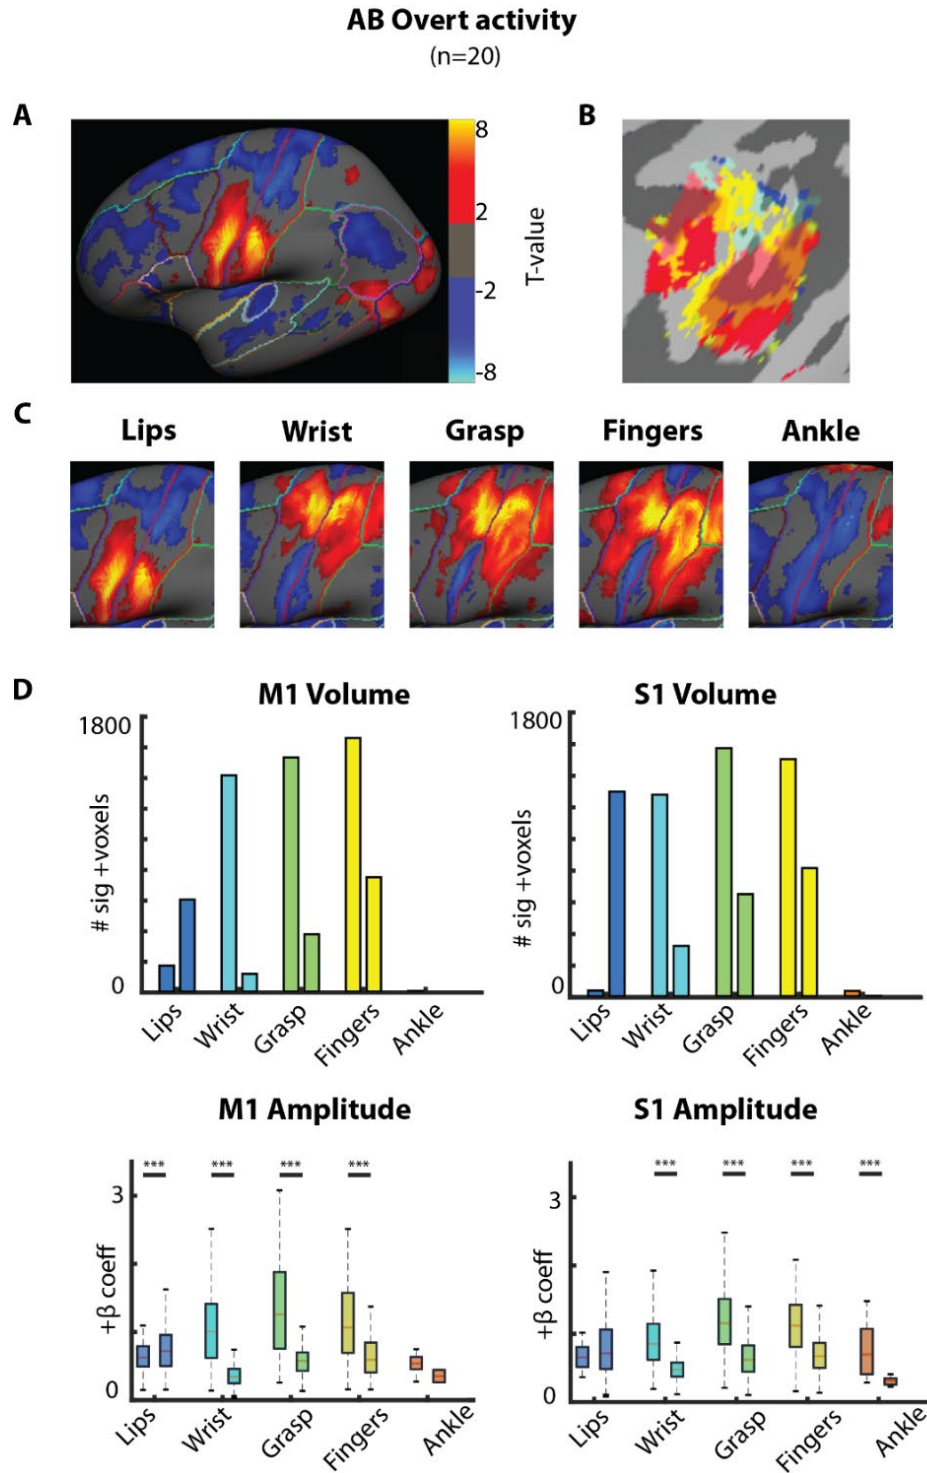 AB Overt activity
(n=20)
A
B
8
2
-2
-8
T-value
C
Lips
Wrist
Grasp
Fingers
Ankle
D
M1 Volume
S1 Volume
1800
0
# sig +voxels
Lips
Wrist
Grasp
Fingers
Ankle
1800
0
# sig +voxels
Lips
Wrist
Grasp
Fingers
Ankle
M1 Amplitude
S1 Amplitude
*** *** *** ***
3
0
+β coeff
Lips
Wrist
Grasp
Fingers
Ankle
*** *** *** ***
3
0
+β coeff
Lips
Wrist
Grasp
Fingers
Ankle